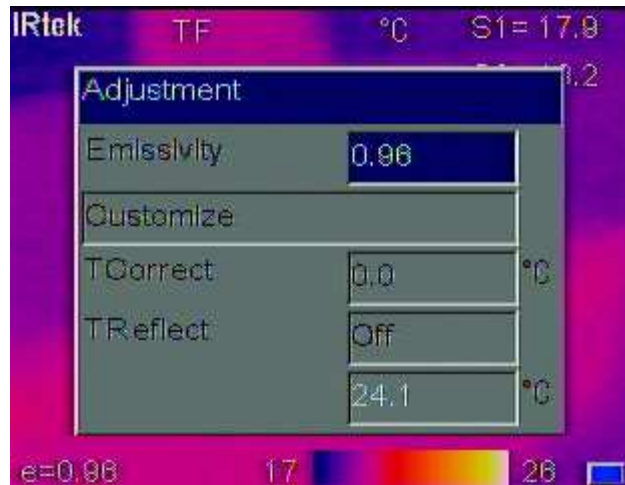 IRtek TF °C S1= 17.9
Adjustment
Emissivity 0.96
Customize
TCorrect 0.0 °C
TReflect Off
24.1 °C
e=0.96 17 26